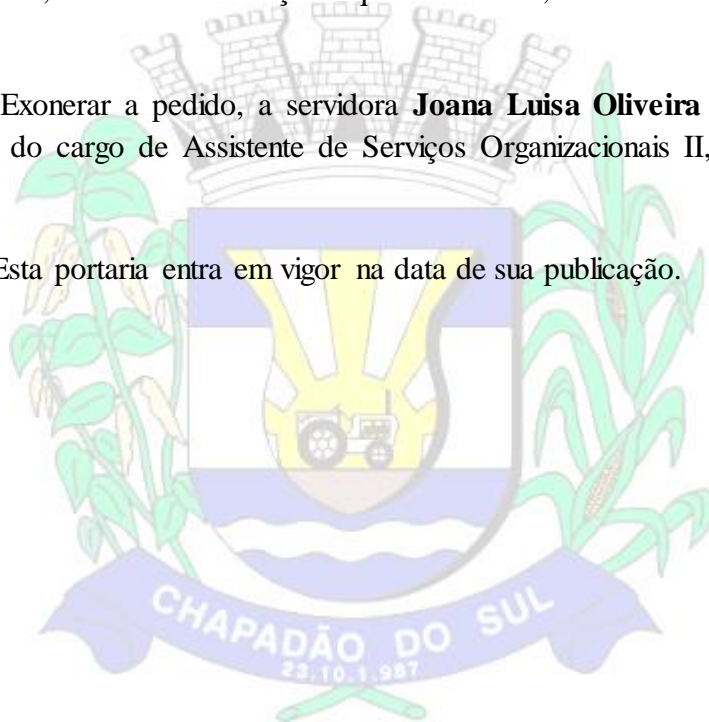 Exonerar a pedido, a servidora Joana Luisa Oliveira
do cargo de Assistente de Serviços Organizacionais II,
Esta portaria entra em vigor na data de sua publicação.
CHAPADÃO DO SUL
23.10.1.987